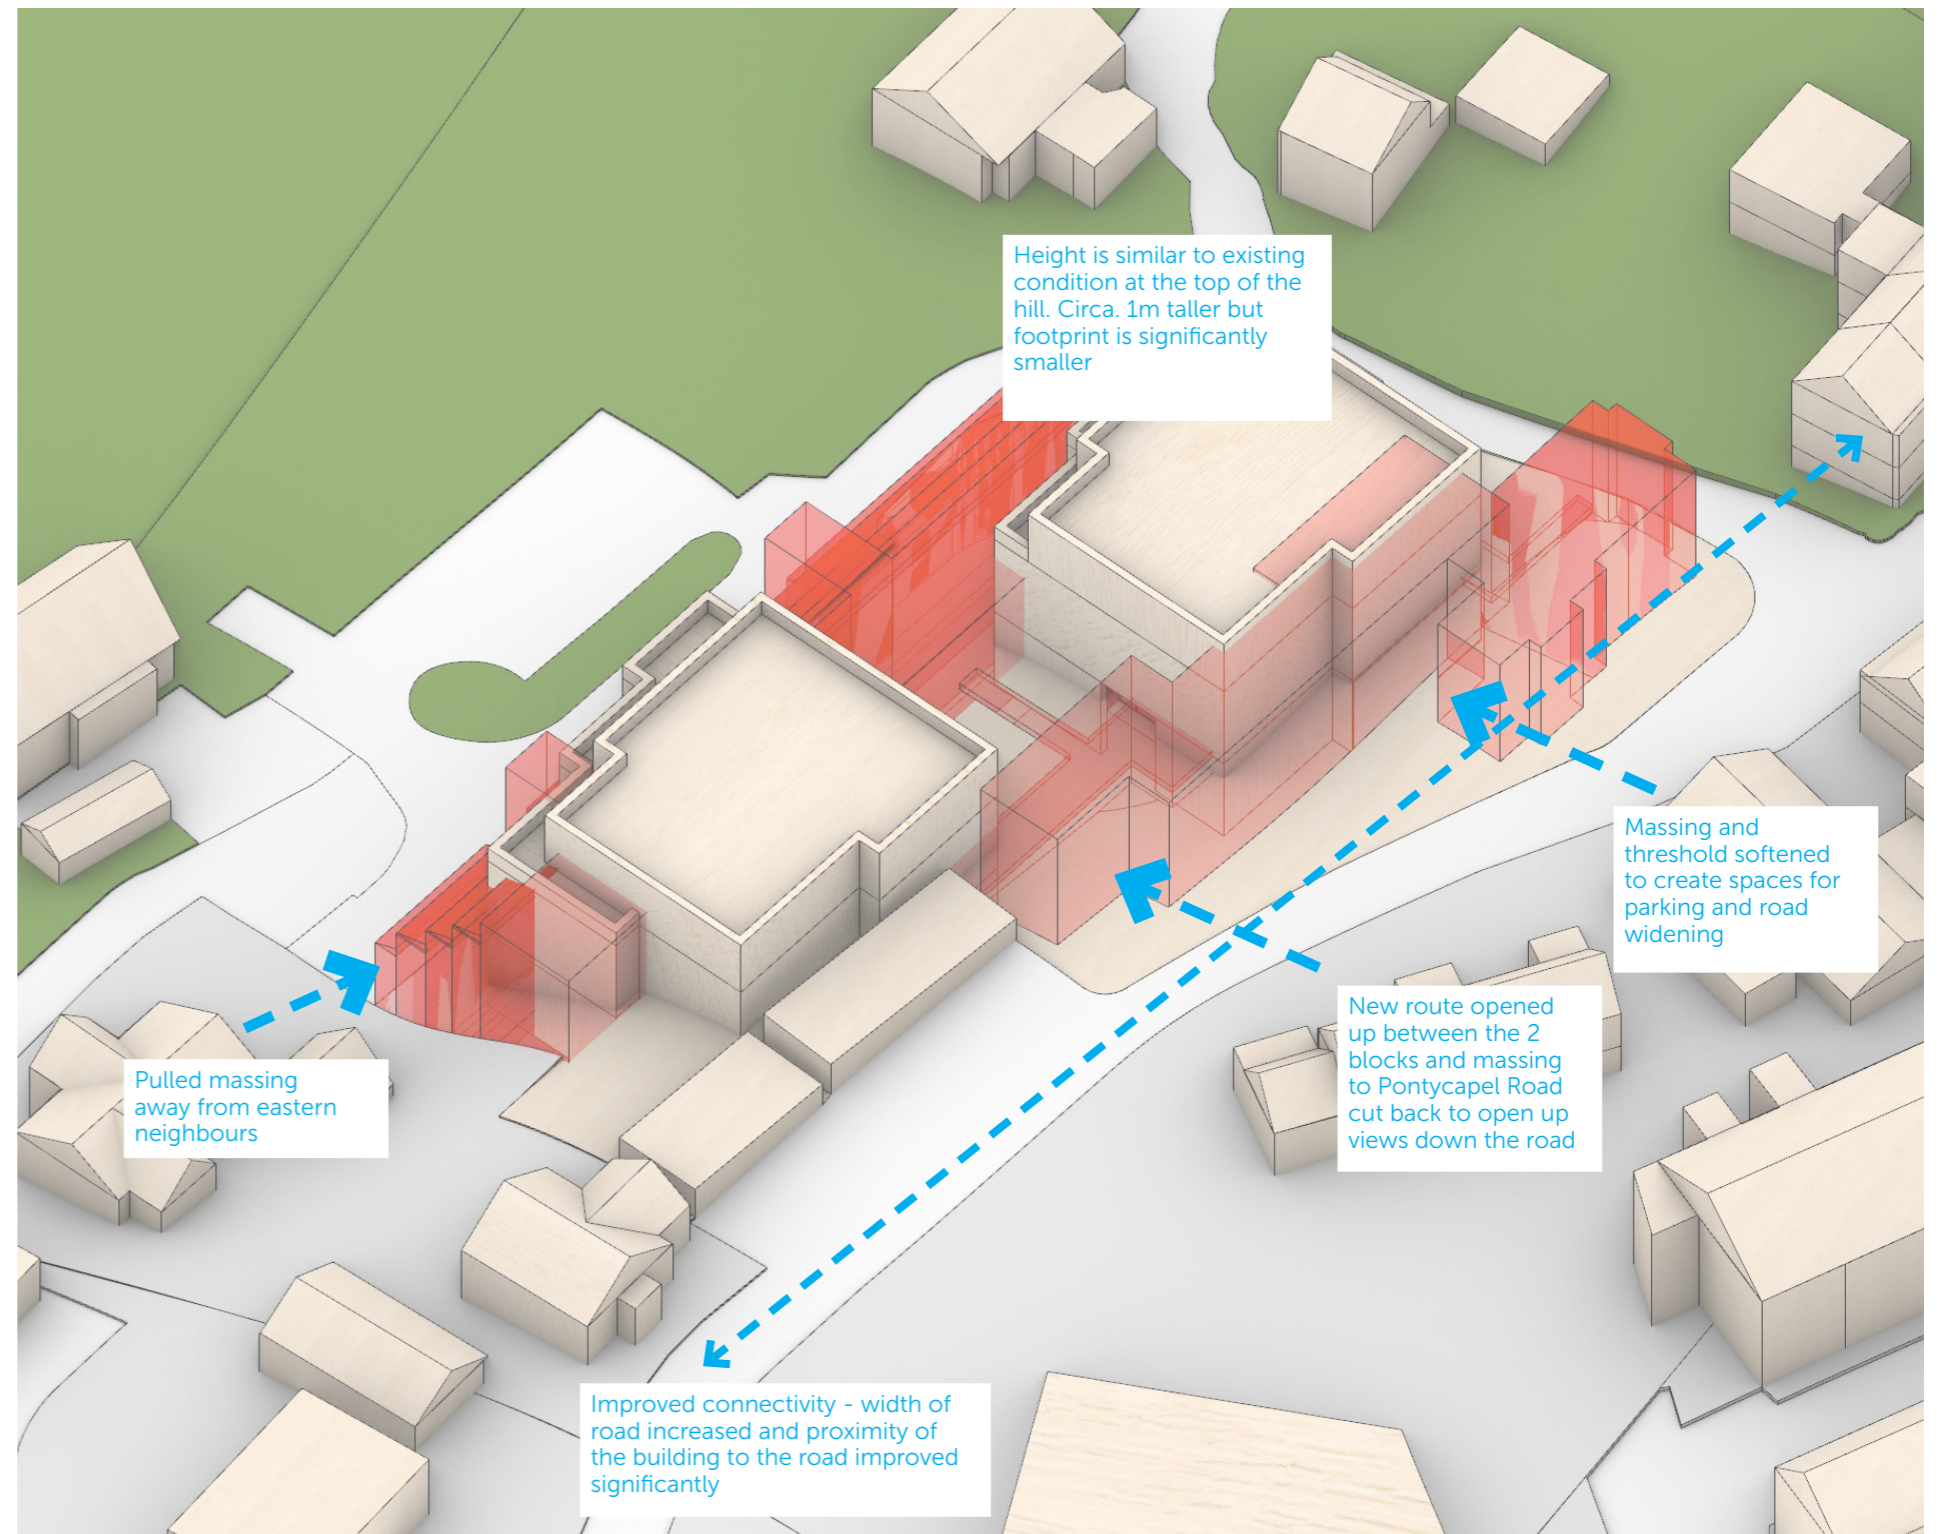 Height is similar to existing
condition at the top of the
hill. Circa. 1m taller but
footprint is significantly
smaller
Massing and
threshold softened
to create spaces for
parking and road
widening
New route opened
up between the 2
blocks and massing
to Pontycapel Road
cut back to open up
views down the road
Pulled massing
away from eastern
neighbours
Improved connectivity - width of
road increased and proximity of
the building to the road improved
significantly